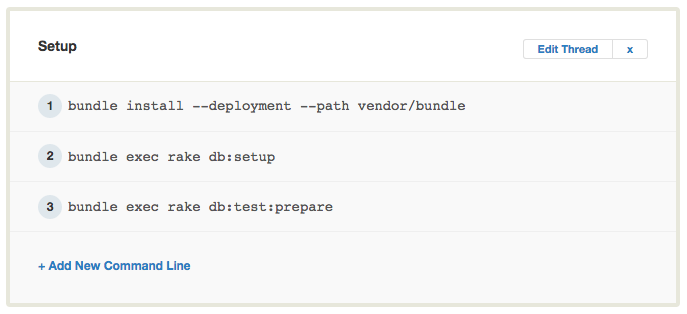 Setup
Edit Thread x
1 bundle install --deployment --path vendor/bundle
2 bundle exec rake db:setup
3 bundle exec rake db:test:prepare
+ Add New Command Line